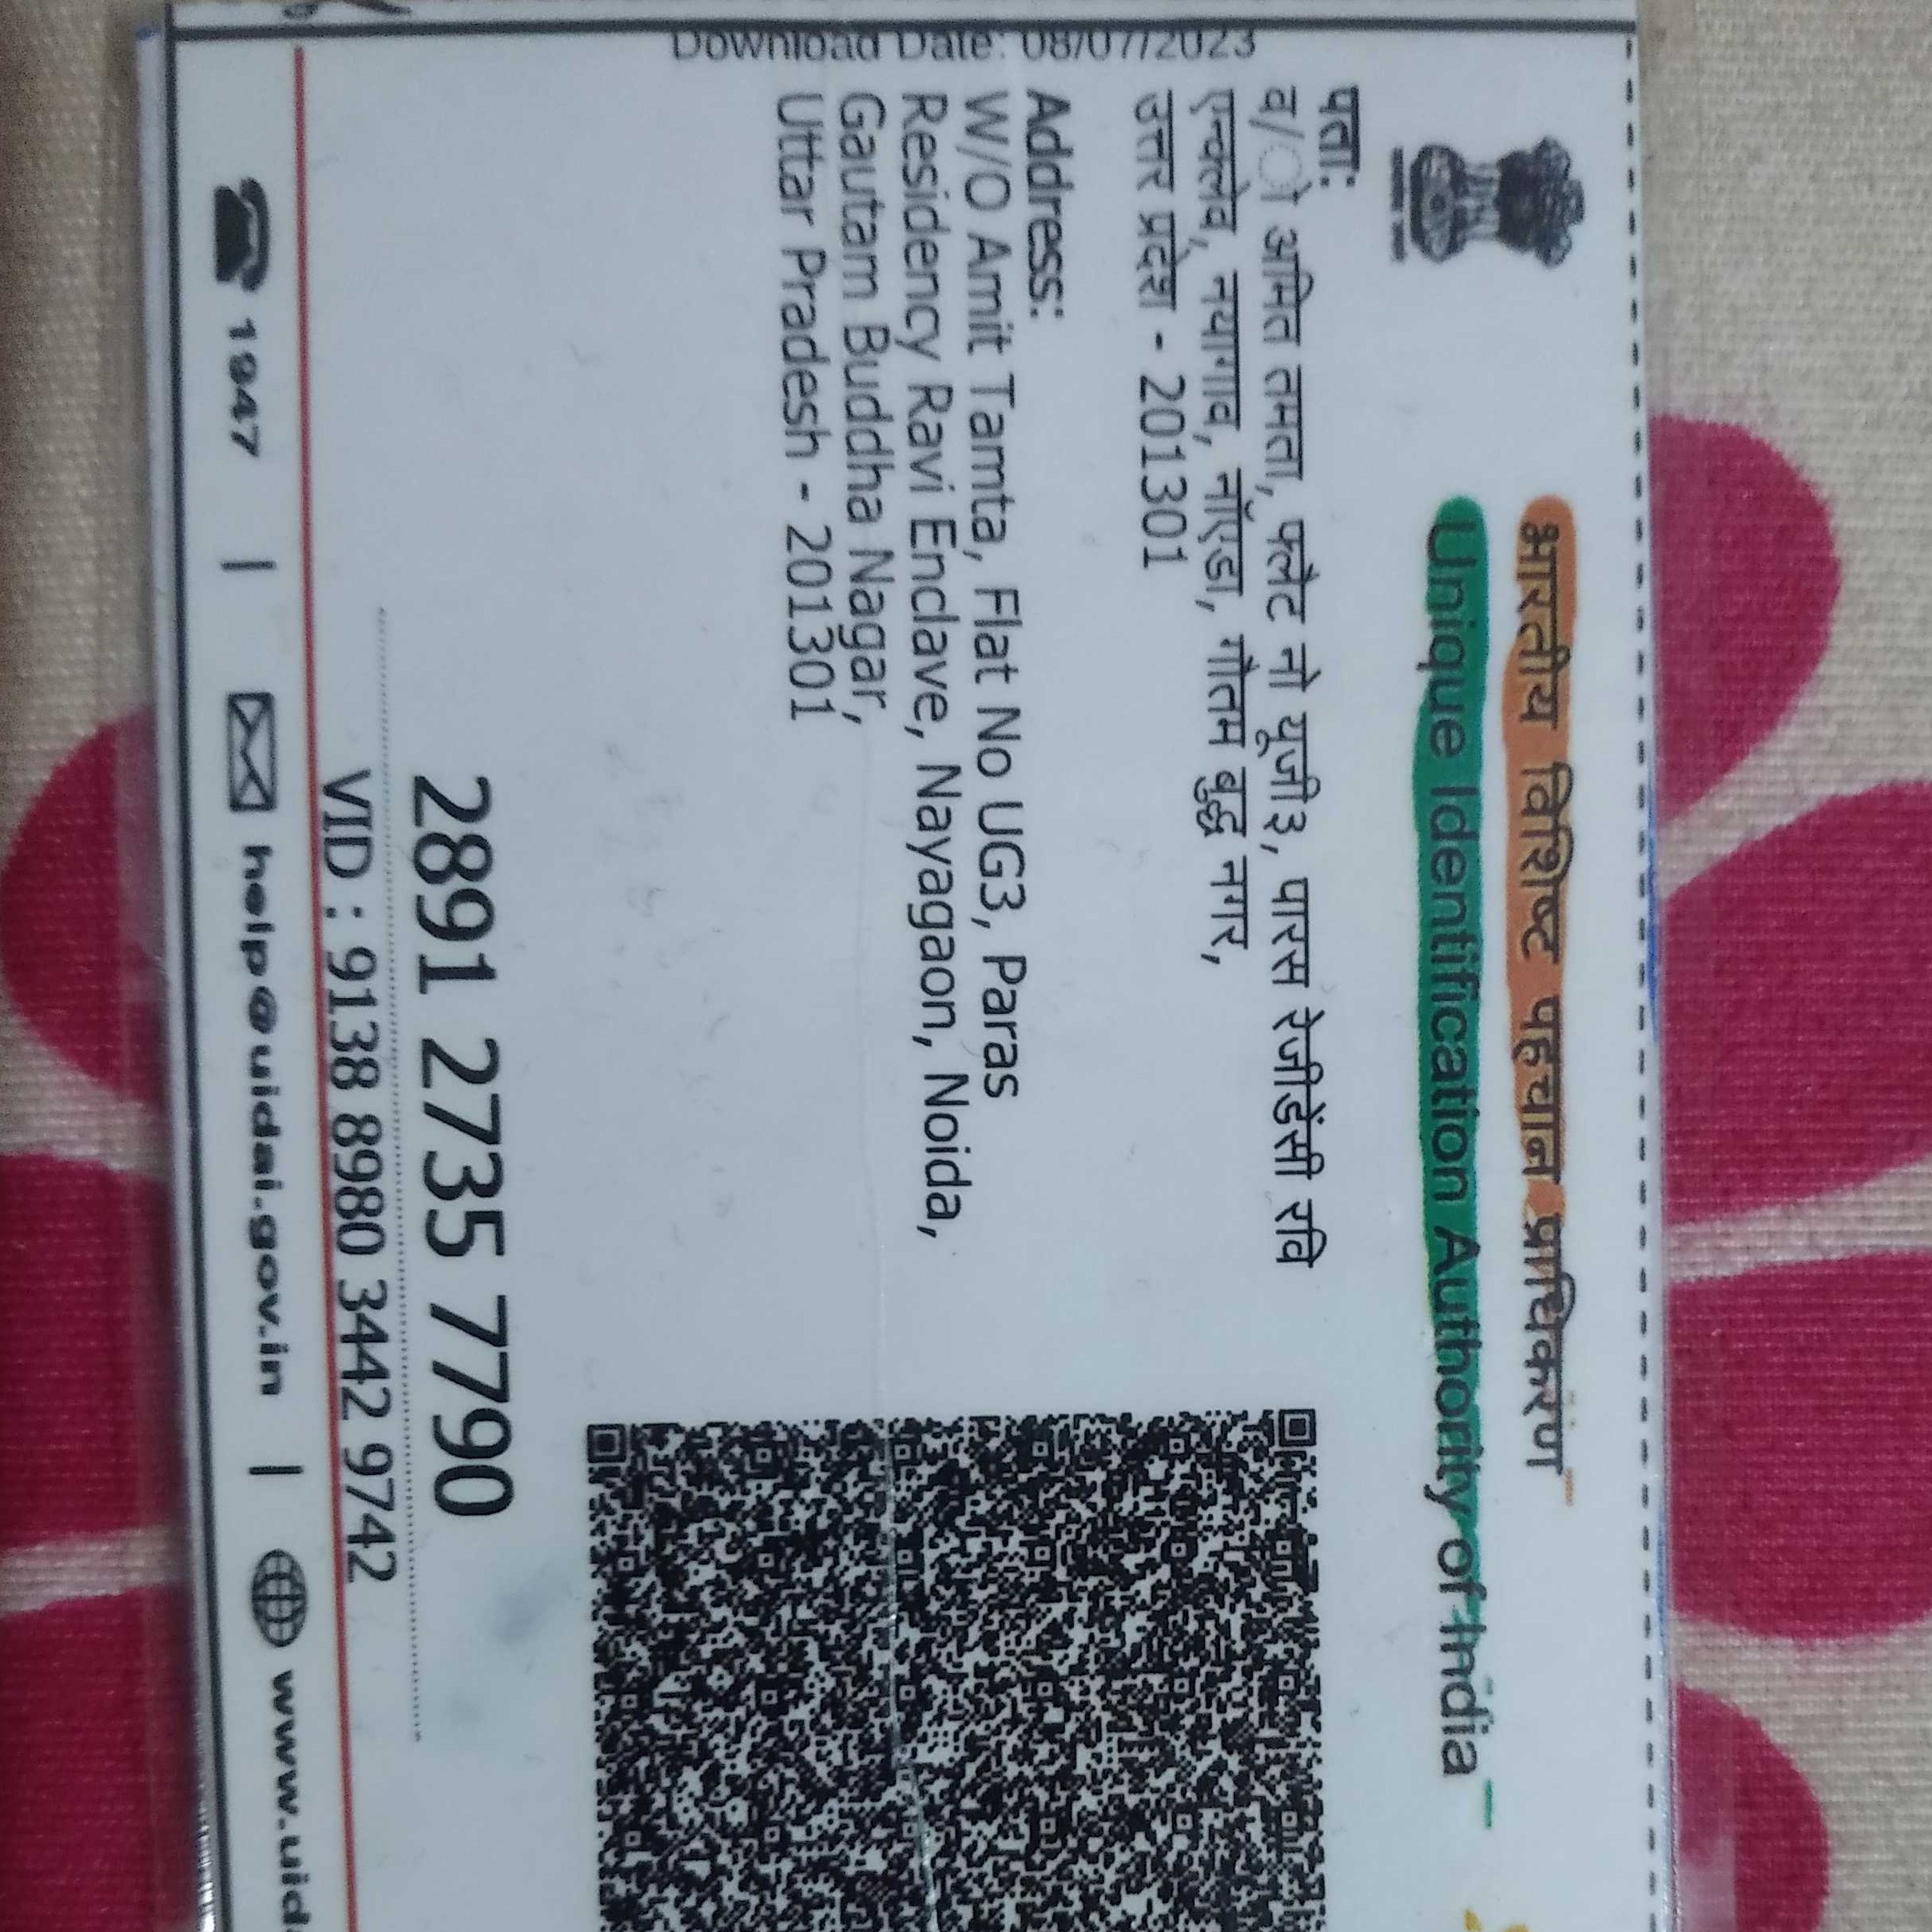 भारतीय विशिष्ट पहचान प्राधिकरण
Unique Identification Authority of India
पता:
व/ो अमित तमता, फ्लैट नो यूजी३, पारस रेजीडेंसी रवि
एन्क्लेव, नयागाव, नॉएडा, गौतम बुद्ध नगर,
उत्तर प्रदेश - 201301
Address:
W/O Amit Tamta, Flat No UG3, Paras
Residency Ravi Enclave, Nayagaon, Noida,
Gautam Buddha Nagar,
Uttar Pradesh - 201301
Download Date: 08/07/2023
2891 2735 7790
VID : 9138 8980 3442 9742
1947 | help@uidai.gov.in | www.uid